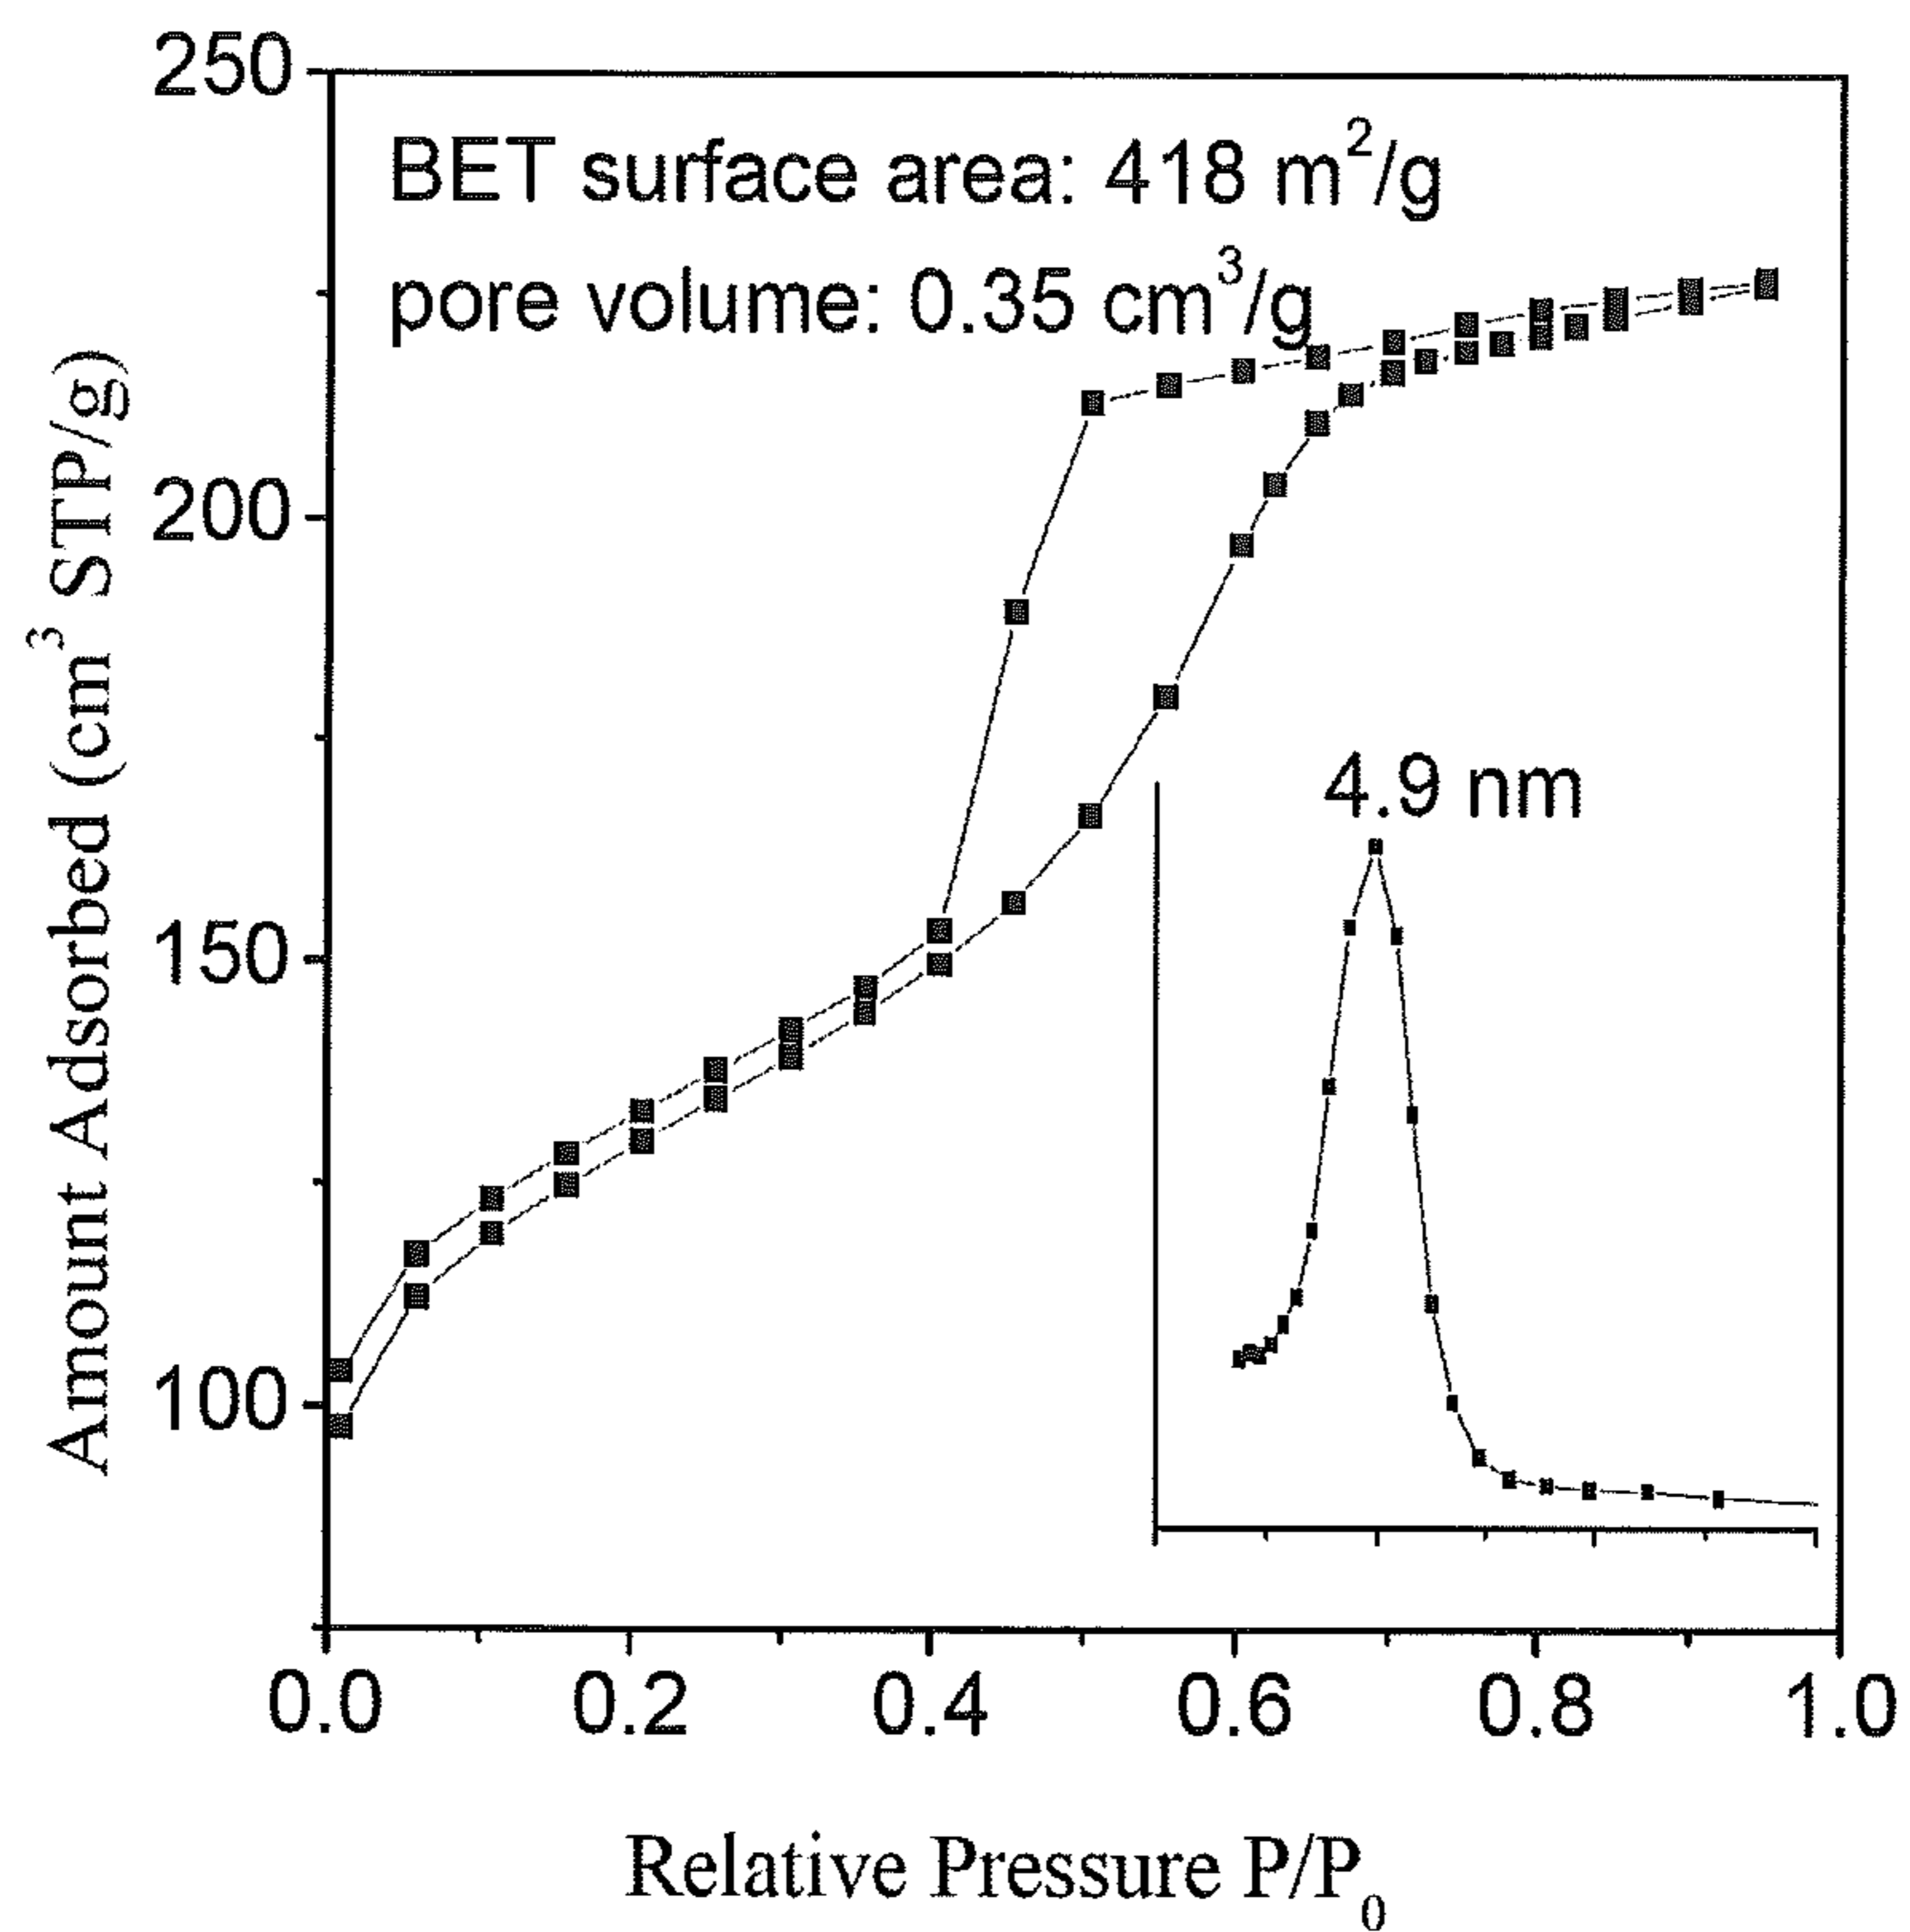 250
BET surface area: 418 m²/g
pore volume: 0.35 cm³/g
200
4.9 nm
150
100
Amount Adsorbed (cm³ STP/g)
0.0 0.2 0.4 0.6 0.8 1.0
Relative Pressure P/P₀